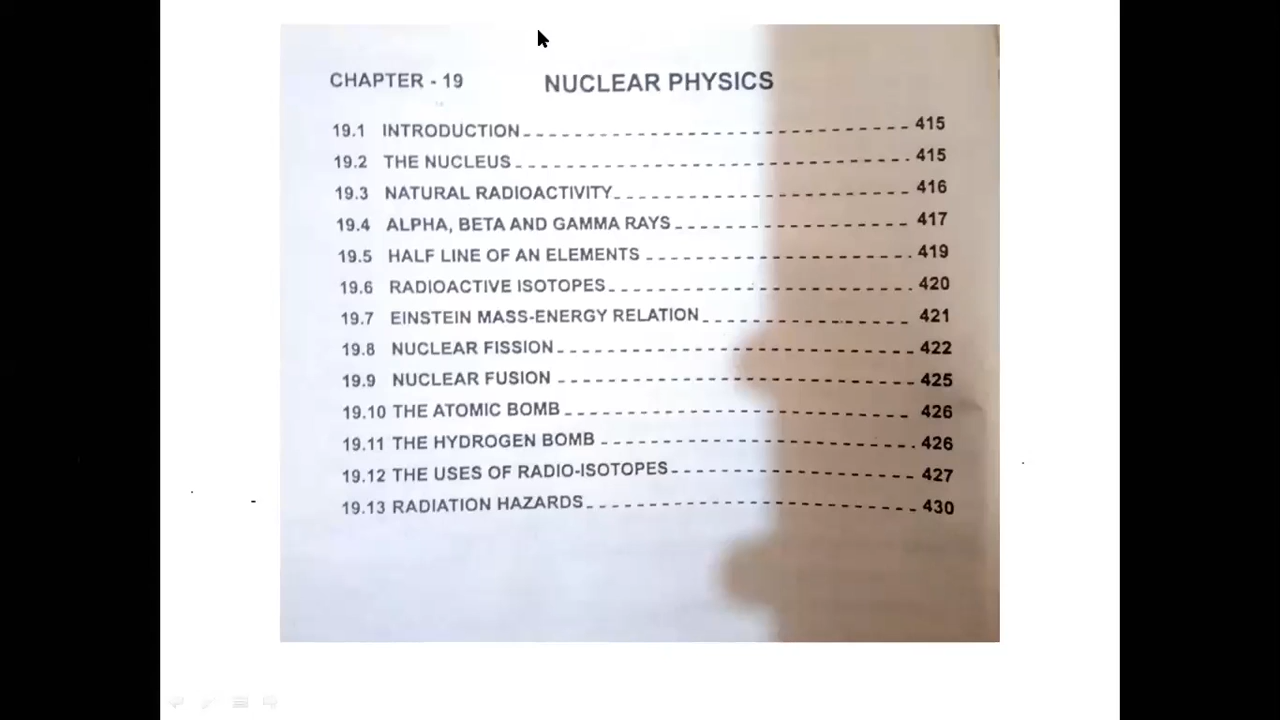 CHAPTER - 19 NUCLEAR PHYSICS
19.1 INTRODUCTION 415
19.2 THE NUCLEUS 415
19.3 NATURAL RADIOACTIVITY 416
19.4 ALPHA, BETA AND GAMMA RAYS 417
19.5 HALF LINE OF AN ELEMENTS 419
19.6 RADIOACTIVE ISOTOPES 420
19.7 EINSTEIN MASS-ENERGY RELATION 421
19.8 NUCLEAR FISSION 422
19.9 NUCLEAR FUSION 425
19.10 THE ATOMIC BOMB 426
19.11 THE HYDROGEN BOMB 426
19.12 THE USES OF RADIO-ISOTOPES 427
19.13 RADIATION HAZARDS 430